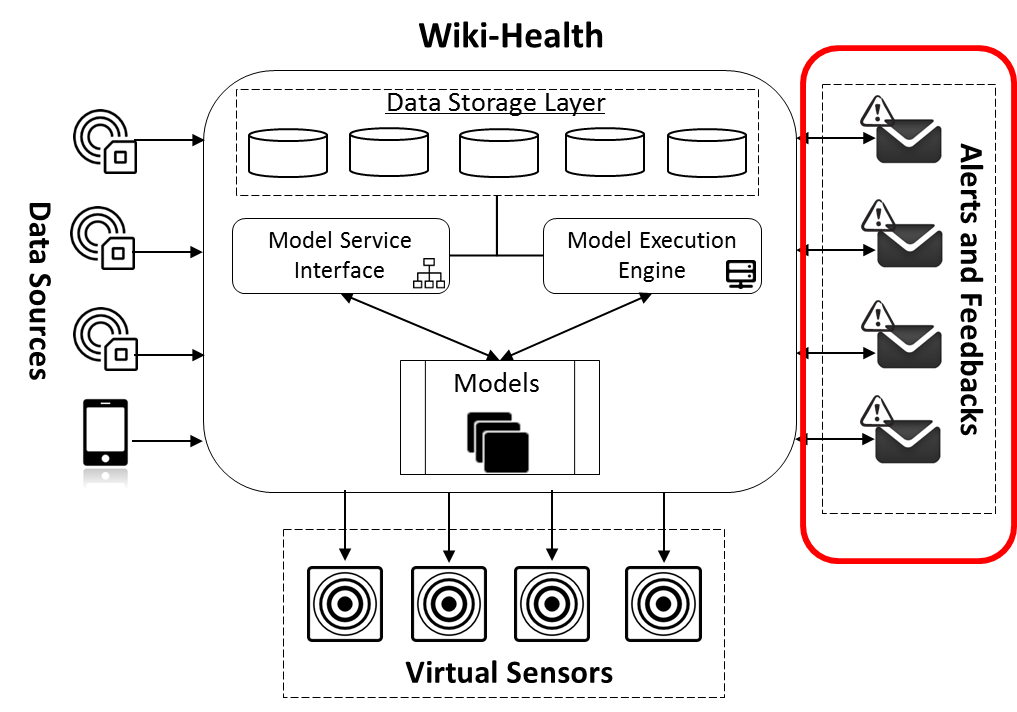 Wiki-Health
Data Storage Layer
Model Service
Interface
Model Execution
Engine
Models
Data Sources
Alerts and Feedbacks
Virtual Sensors